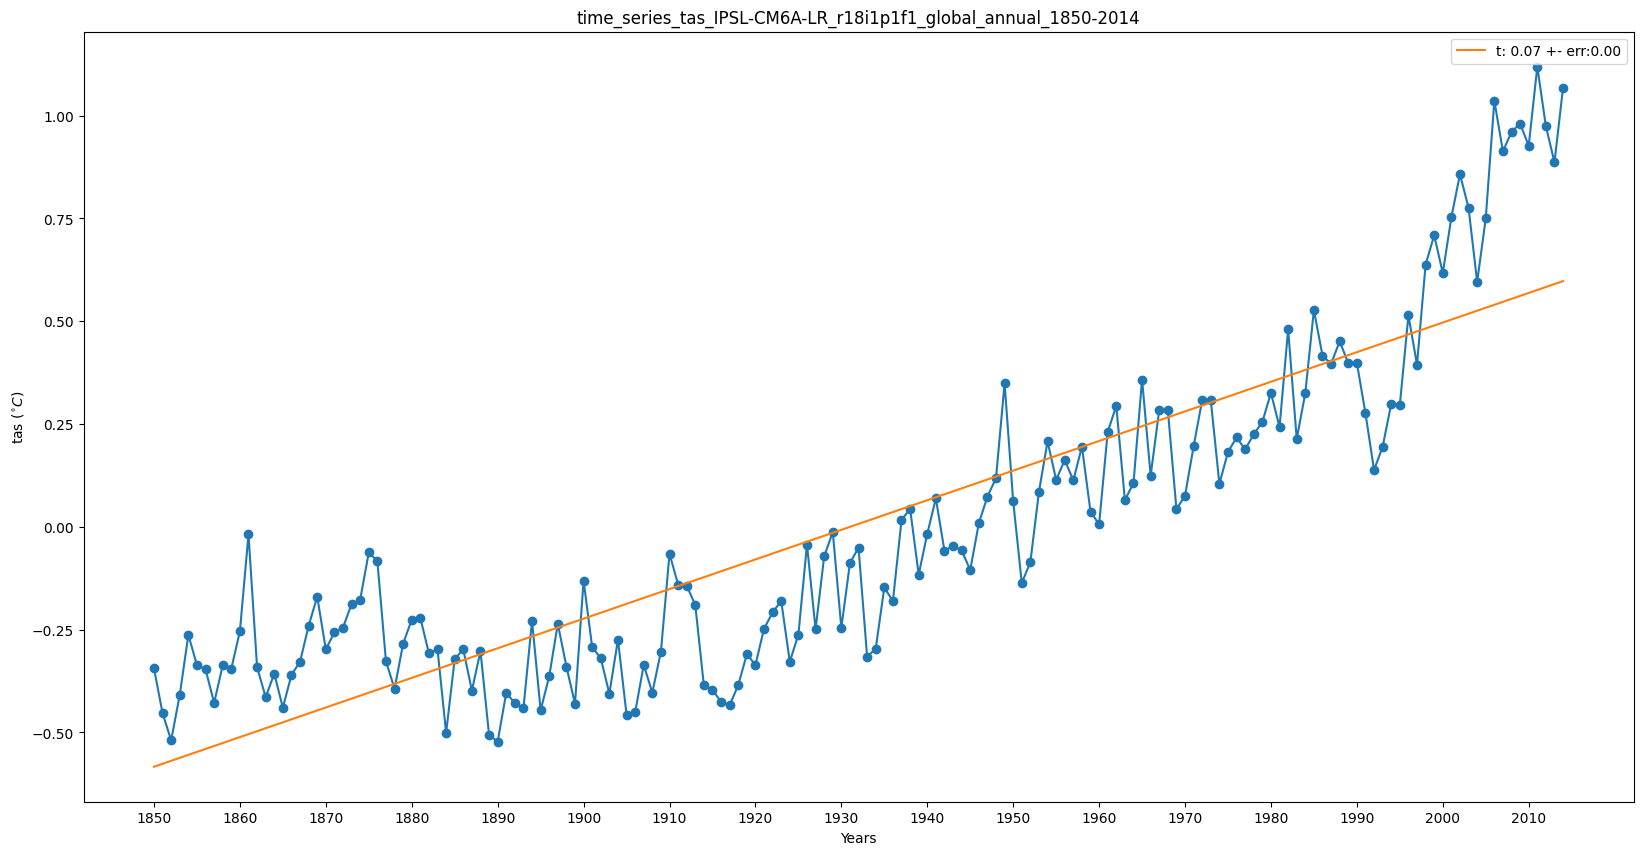 time_series_tas_IPSL-CM6A-LR_r18i1p1f1_global_annual_1850-2014
t: 0.07 +- err:0.00
1.00
0.75
0.50
0.25
0.00
−0.25
−0.50
tas (°C)
1850 1860 1870 1880 1890 1900 1910 1920 1930 1940 1950 1960 1970 1980 1990 2000 2010
Years